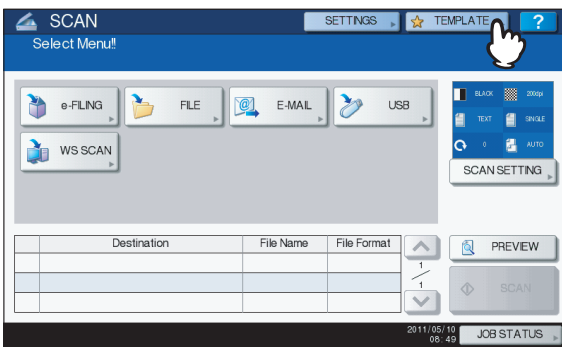 SCAN
SETTINGS
TEMPLATE
?
Select Menu!!
e-FILING
FILE
E-MAIL
USB
WS SCAN
BLACK
200dpi
TEXT
SINGLE
0
AUTO
SCAN SETTING
Destination
File Name
File Format
1
1
PREVIEW
SCAN
2011/05/10
08:49
JOB STATUS